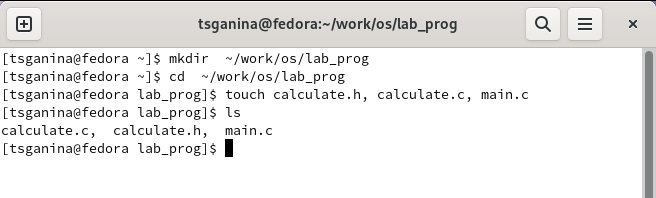 tsganina@fedora:~/work/os/lab_prog
[tsganina@fedora ~]$ mkdir  ~/work/os/lab_prog
[tsganina@fedora ~]$ cd  ~/work/os/lab_prog
[tsganina@fedora lab_prog]$ touch calculate.h, calculate.c, main.c
[tsganina@fedora lab_prog]$ ls
calculate.c,  calculate.h,  main.c
[tsganina@fedora lab_prog]$